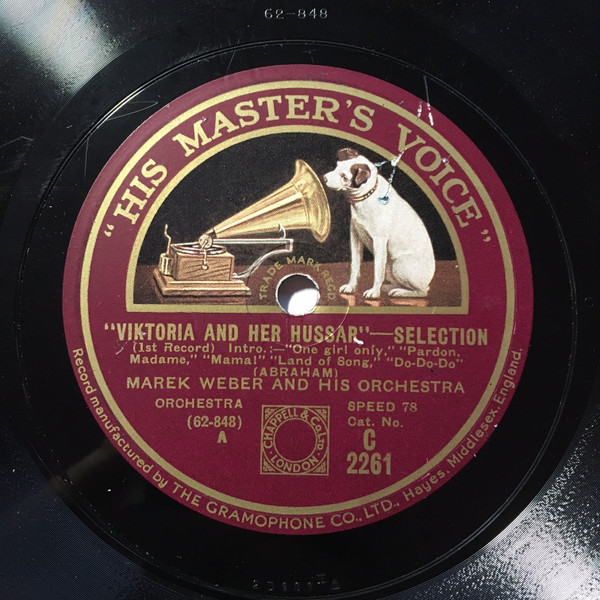 62-848
"HIS MASTER'S VOICE"
TRADE MARK REGD.
"VIKTORIA AND HER HUSSAR"—SELECTION
(1st Record) Intro.:—"One girl only," "Pardon,
Madame," "Mama!" "Land of Song," "Do-Do-Do"
(ABRAHAM)
MAREK WEBER AND HIS ORCHESTRA
ORCHESTRA
(62-848)
A
CHAPPELL & Co. LTD.
LONDON
SPEED 78
Cat. No.
C
2261
Record manufactured by THE GRAMOPHONE CO., LTD., Hayes, Middlesex, England.